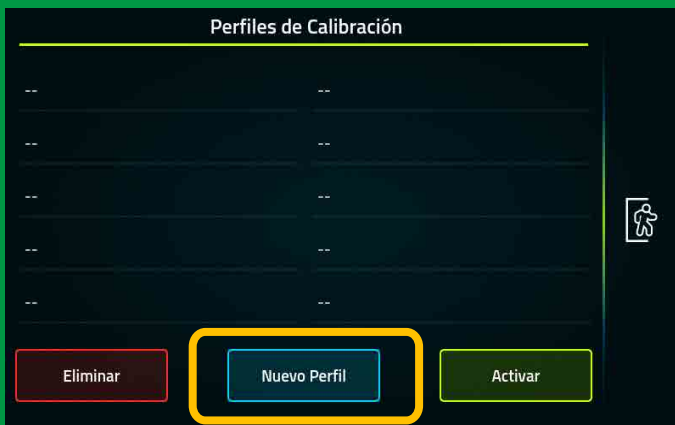 Perfiles de Calibración
-- --
-- --
-- --
-- --
-- --
Eliminar Nuevo Perfil Activar